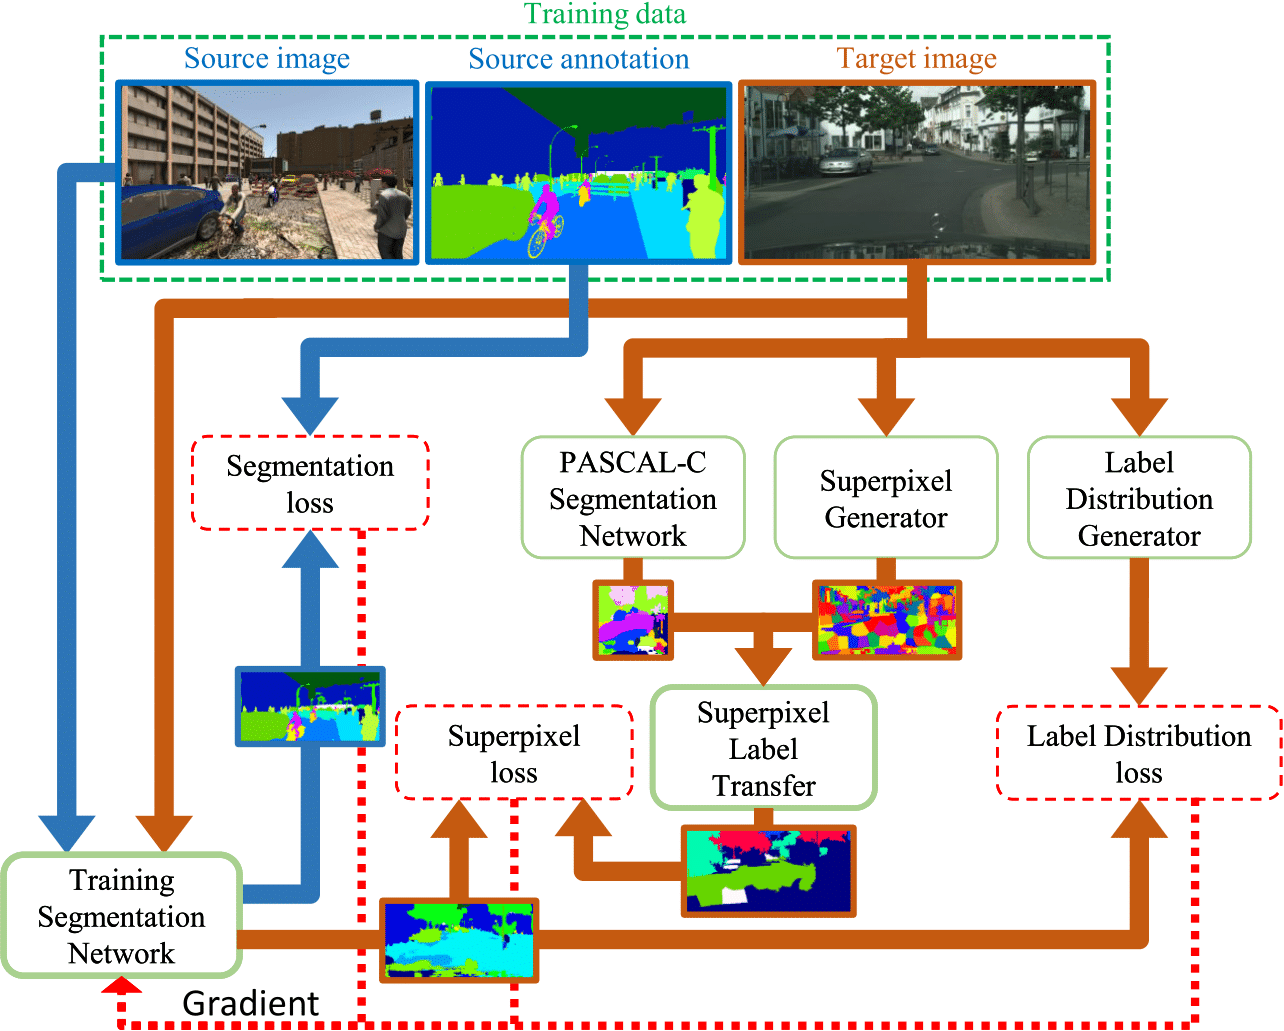 Training data
Source image
Source annotation
Target image
Segmentation
loss
PASCAL-C
Segmentation
Network
Superpixel
Generator
Label
Distribution
Generator
Superpixel
loss
Superpixel
Label
Transfer
Label Distribution
loss
Training
Segmentation
Network
Gradient